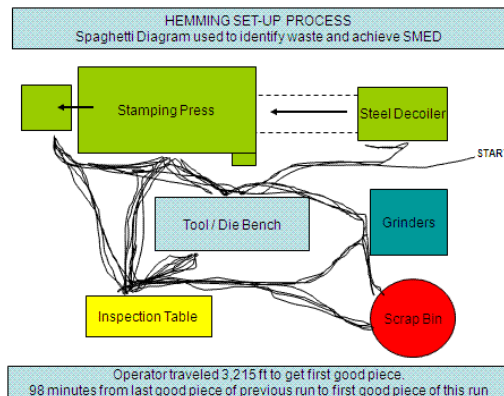 HEMMING SET-UP PROCESS
Spaghetti Diagram used to identify waste and achieve SMED
Stamping Press
Steel Decoiler
START
Tool / Die Bench
Grinders
Inspection Table
Scrap Bin
Operator traveled 3,215 ft to get first good piece.
98 minutes from last good piece of previous run to first good piece of this run